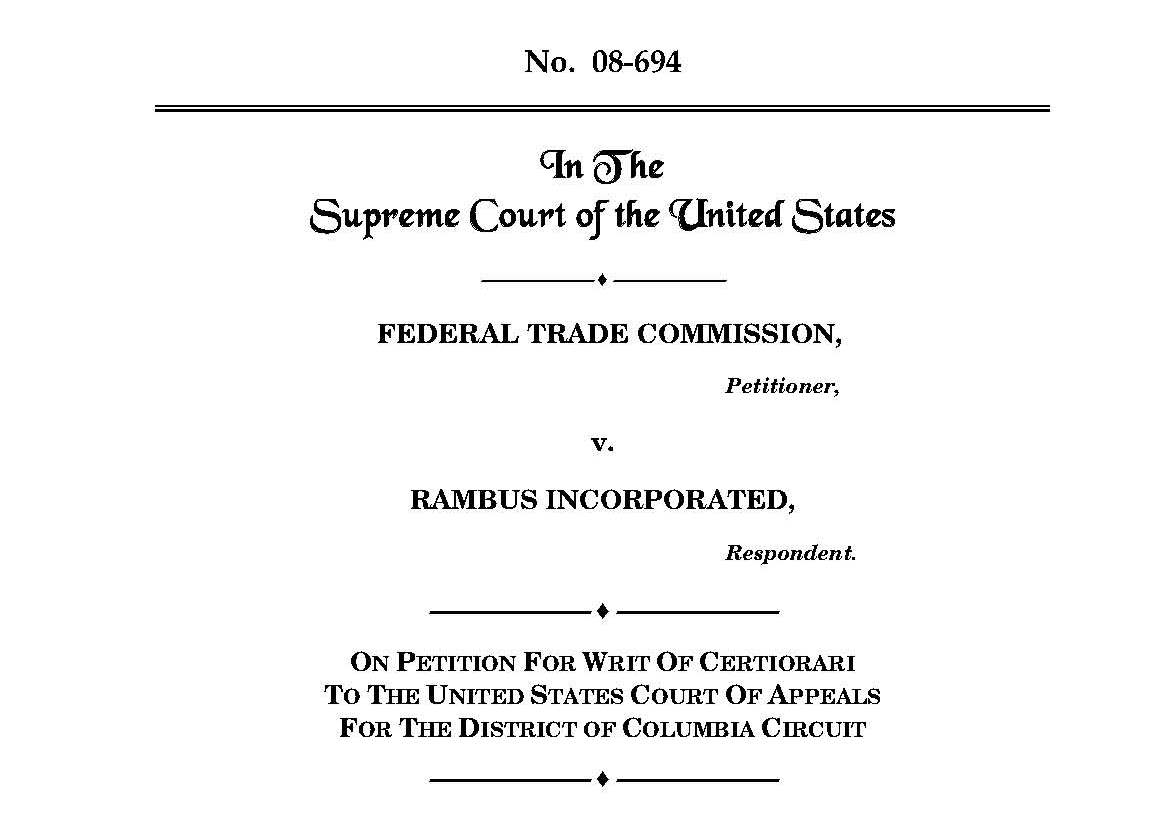 No. 08-694
In The
Supreme Court of the United States
FEDERAL TRADE COMMISSION,
Petitioner,
v.
RAMBUS INCORPORATED,
Respondent.
ON PETITION FOR WRIT OF CERTIORARI
TO THE UNITED STATES COURT OF APPEALS
FOR THE DISTRICT OF COLUMBIA CIRCUIT